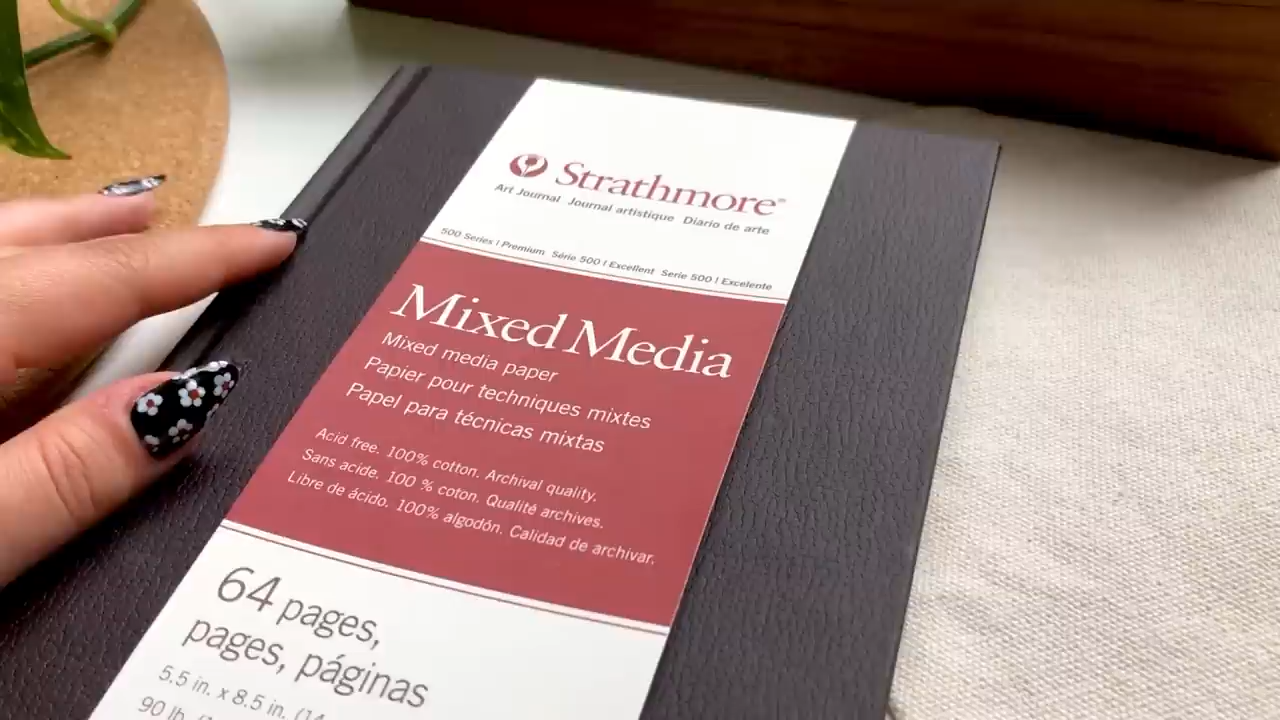 Strathmore®
Art Journal Journal artistique Diario de arte
500 Series | Premium Série 500 | Excellent Serie 500 | Excelente
Mixed Media
Mixed media paper
Papier pour techniques mixtes
Papel para técnicas mixtas
Acid free. 100% cotton. Archival quality.
Sans acide. 100 % coton. Qualité archives.
Libre de ácido. 100% algodón. Calidad de archivar.
64 pages,
pages, páginas
5.5 in. x 8.5 in. (14
90 lb.